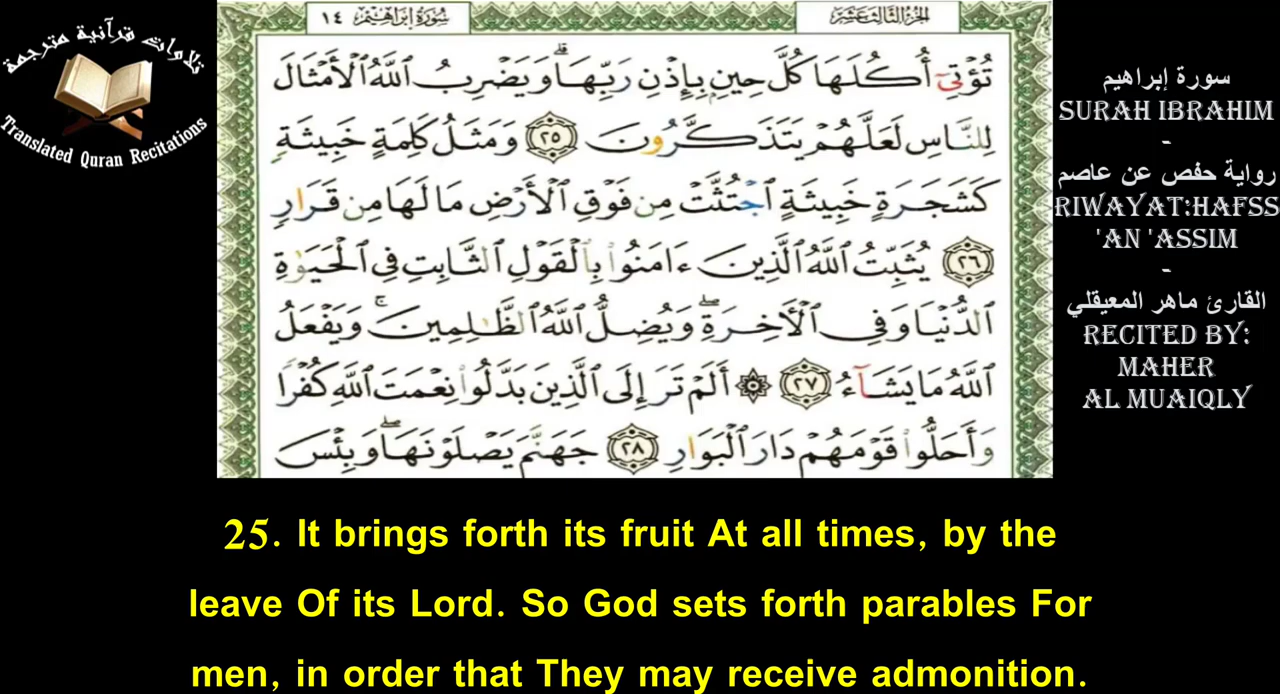 تلاوات قرآنية مترجمة
Translated Quran Recitations
سُورَةُ إِبْرَاهِيْمَ ١٤
الجُزْءُ الثَّالِثَ عَشَرَ
تُؤْتِىٓ أُكُلَهَا كُلَّ حِينٍۭ بِإِذْنِ رَبِّهَاۗ وَيَضْرِبُ ٱللَّهُ ٱلْأَمْثَالَ
لِلنَّاسِ لَعَلَّهُمْ يَتَذَكَّرُونَ ٢٥ وَمَثَلُ كَلِمَةٍ خَبِيثَةٍ
كَشَجَرَةٍ خَبِيثَةٍ ٱجْتُثَّتْ مِن فَوْقِ ٱلْأَرْضِ مَا لَهَا مِن قَرَارٍ
٢٦ يُثَبِّتُ ٱللَّهُ ٱلَّذِينَ ءَامَنُوا۟ بِٱلْقَوْلِ ٱلثَّابِتِ فِى ٱلْحَيَوٰةِ
ٱلدُّنْيَا وَفِى ٱلْأَخِرَةِۖ وَيُضِلُّ ٱللَّهُ ٱلظَّٰلِمِينَۚ وَيَفْعَلُ
ٱللَّهُ مَا يَشَآءُ ٢٧ ۞ أَلَمْ تَرَ إِلَى ٱلَّذِينَ بَدَّلُوا۟ نِعْمَتَ ٱللَّهِ كُفْرًا
وَأَحَلُّوا۟ قَوْمَهُمْ دَارَ ٱلْبَوَارِ ٢٨ جَهَنَّمَ يَصْلَوْنَهَاۖ وَبِئْسَ
سورة إبراهيم
SURAH IBRAHIM
-
رواية حفص عن عاصم
RIWAYAT:HAFSS
'AN 'ASSIM
-
القارئ ماهر المعيقلي
RECITED BY:
MAHER
AL MUAIQLY
25. It brings forth its fruit At all times, by the
leave Of its Lord. So God sets forth parables For
men, in order that They may receive admonition.